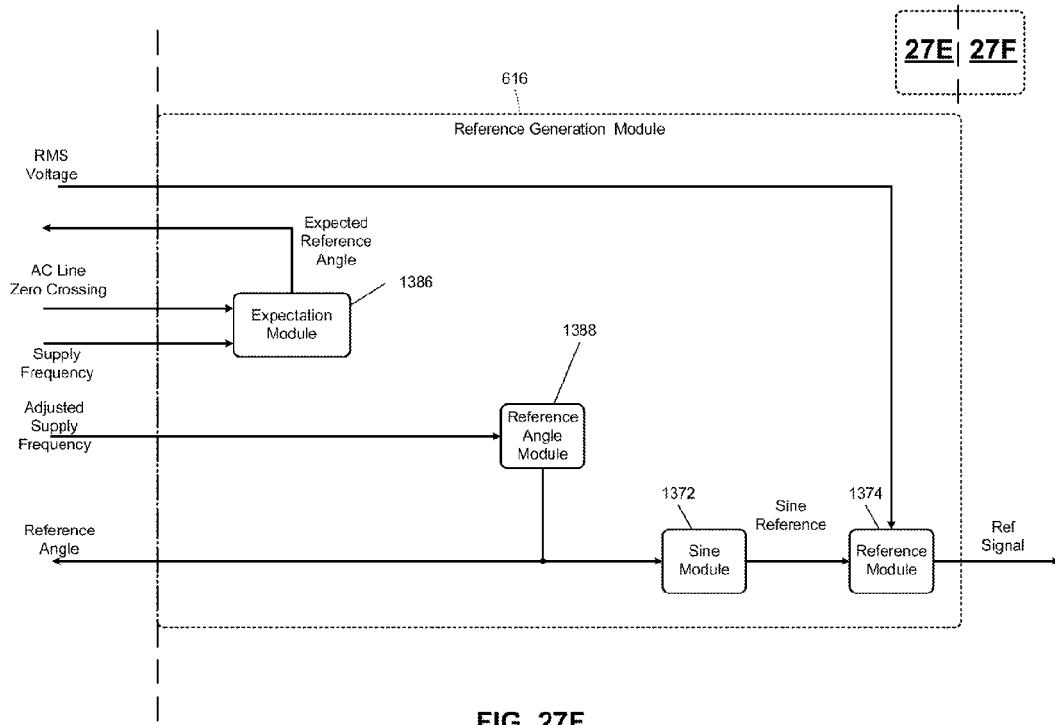 27E 27F
616
Reference Generation Module
RMS
Voltage
Expected
Reference
Angle
AC Line
Zero Crossing
1386
Expectation
Module
Supply
Frequency
1388
Adjusted
Supply
Frequency
Reference
Angle
Module
1372
Sine
Reference
1374
Reference
Angle
Sine
Module
Reference
Module
Ref
Signal